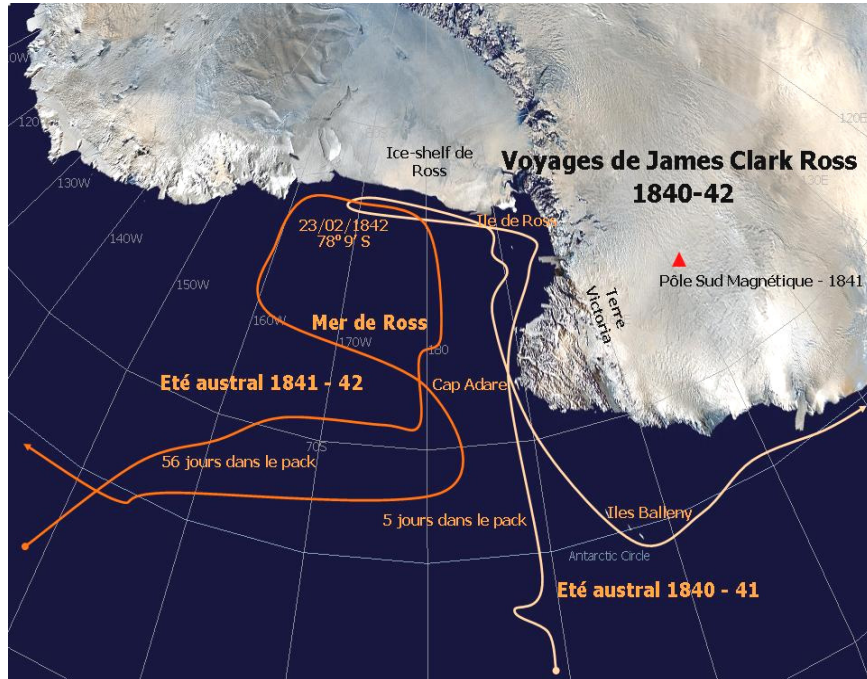 Voyages de James Clark Ross
1840-42
Ice-shelf de
Ross
120W
120E
130W
23/02/1842
78° 9' S
Ile de Ross
140W
150W
Pôle Sud Magnétique - 1841
Terre
Victoria
160W
Mer de Ross
170W
180
Eté austral 1841 - 42
Cap Adare
70S
56 jours dans le pack
5 jours dans le pack
Iles Balleny
Antarctic Circle
Eté austral 1840 - 41